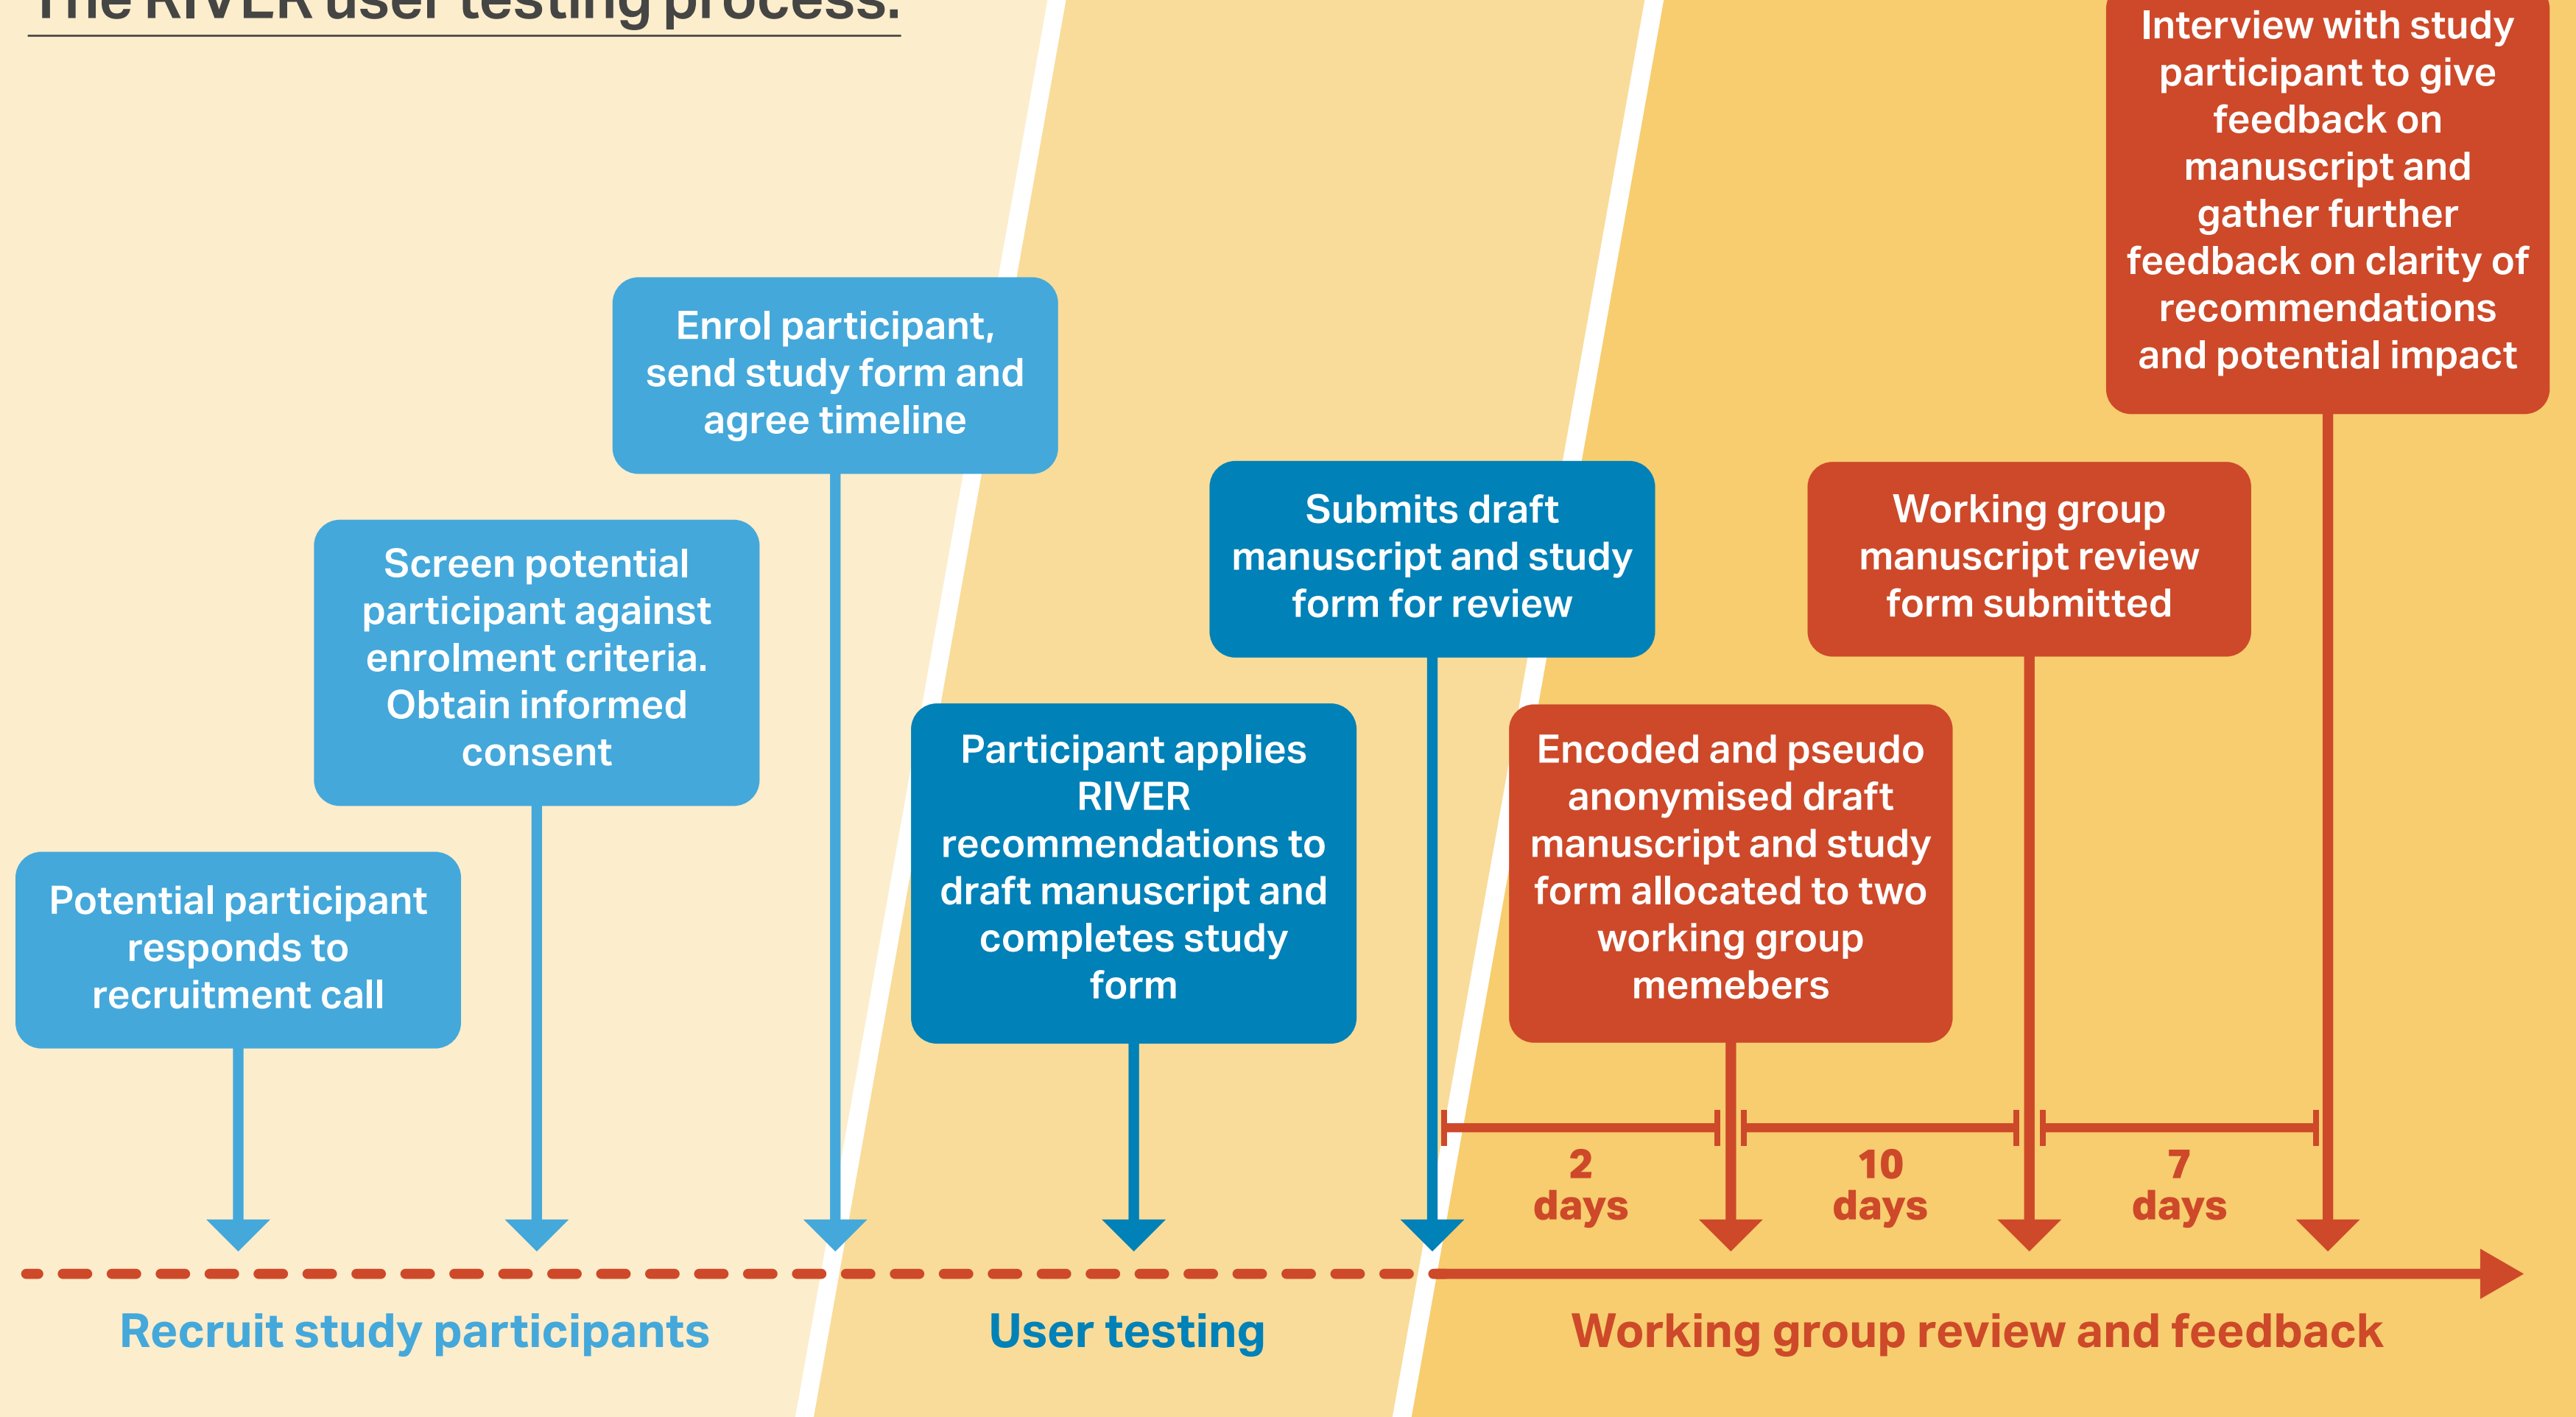 The RIVER user testing process:
Potential participant
responds to
recruitment call
Screen potential
participant against
enrolment criteria.
Obtain informed
consent
Enrol participant,
send study form and
agree timeline
Participant applies
RIVER
recommendations to
draft manuscript and
completes study
form
Submits draft
manuscript and study
form for review
Encoded and pseudo
anonymised draft
manuscript and study
form allocated to two
working group
memebers
Working group
manuscript review
form submitted
Interview with study
participant to give
feedback on
manuscript and
gather further
feedback on clarity of
recommendations
and potential impact
2
days
10
days
7
days
Recruit study participants
User testing
Working group review and feedback